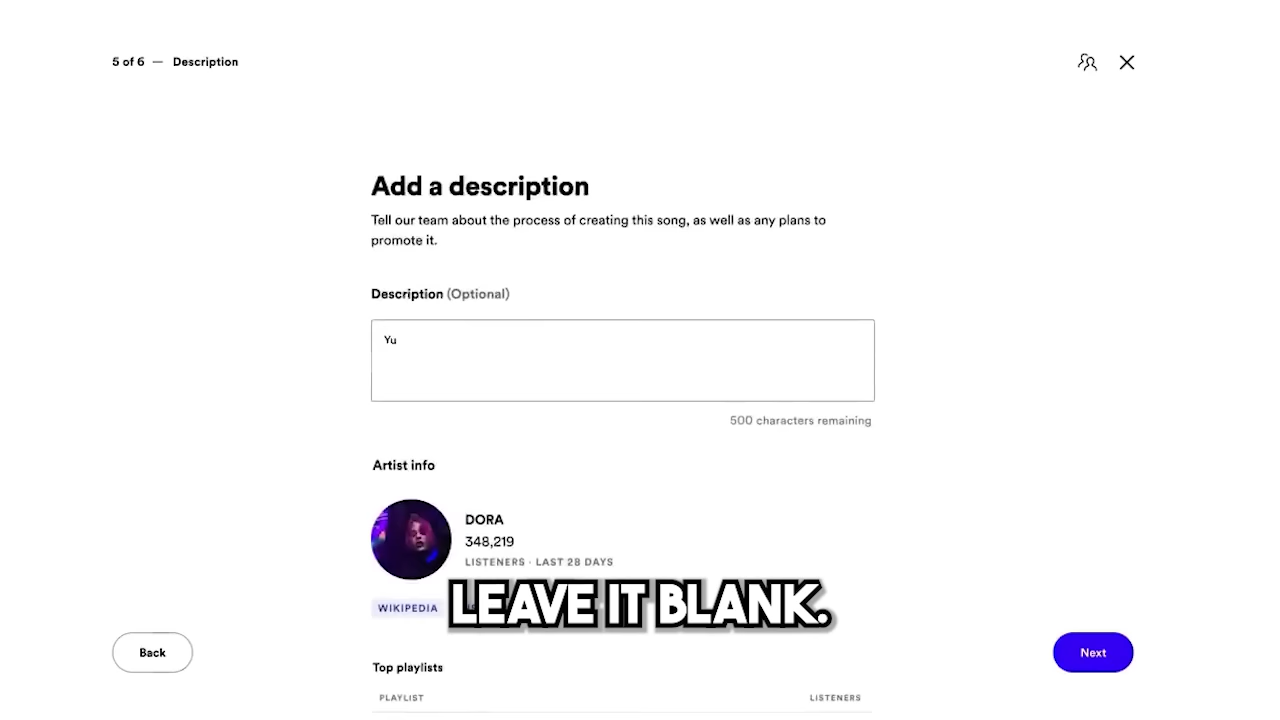 5 of 6 — Description
Add a description
Tell our team about the process of creating this song, as well as any plans to
promote it.
Description (Optional)
Yu
500 characters remaining
Artist info
DORA
348,219
LISTENERS · LAST 28 DAYS
WIKIPEDIA
LEAVE IT BLANK.
Back
Next
Top playlists
PLAYLIST LISTENERS